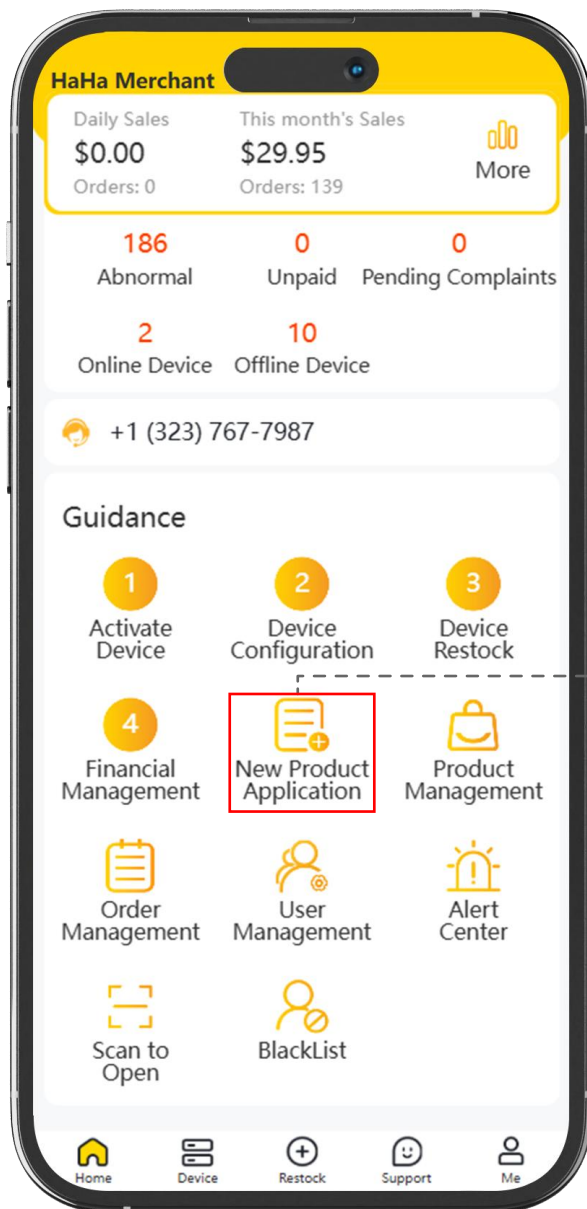 HaHa Merchant
Daily Sales This month's Sales
$0.00 $29.95 More
Orders: 0 Orders: 139
186 0 0
Abnormal Unpaid Pending Complaints
2 10
Online Device Offline Device
+1 (323) 767-7987
Guidance
1 2 3
Activate Device Device
Device Configuration Restock
4
Financial New Product Product
Management Application Management
Order User Alert
Management Management Center
Scan to BlackList
Open
Home Device Restock Support Me